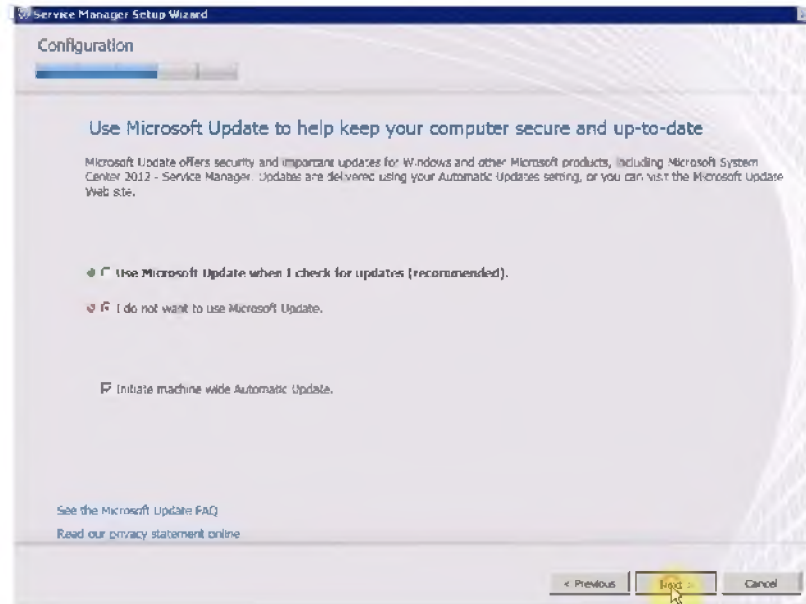 Service Manager Setup Wizard
Configuration
Use Microsoft Update to help keep your computer secure and up-to-date
Microsoft Update offers security and important updates for Windows and other Microsoft products, including Microsoft System
Center 2012 - Service Manager. Updates are delivered using your Automatic Updates setting, or you can visit the Microsoft Update
Web site.
Use Microsoft Update when I check for updates (recommended).
I do not want to use Microsoft Update.
Initiate machine wide Automatic Update.
See the Microsoft Update FAQ
Read our privacy statement online
< Previous
Next >
Cancel